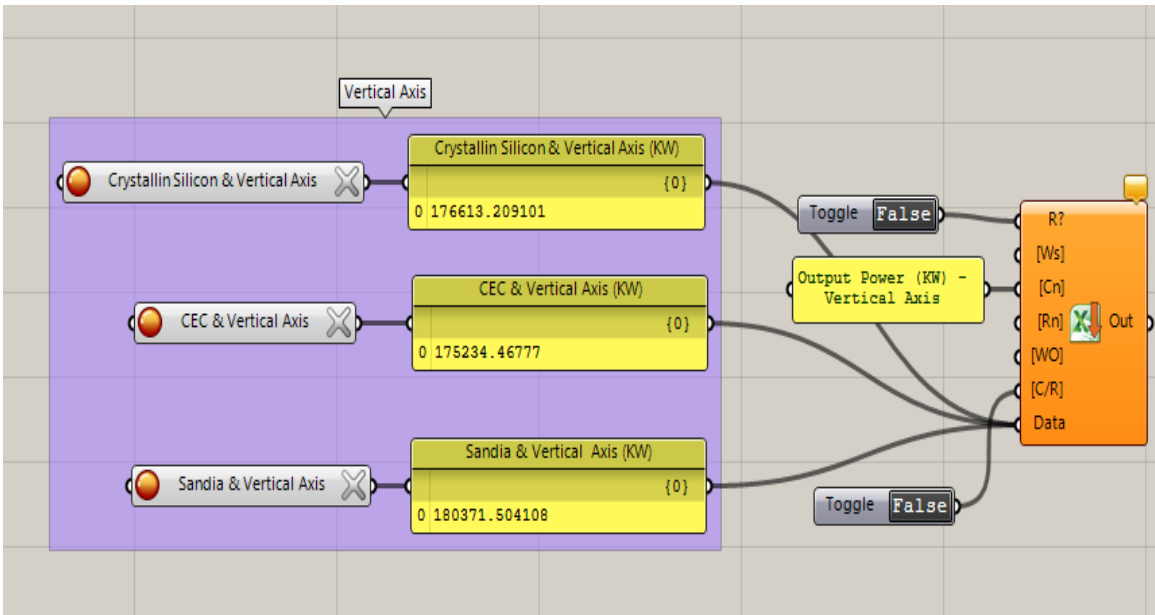 Vertical Axis
Crystallin Silicon & Vertical Axis
Crystallin Silicon & Vertical Axis (KW)
{0}
0 176613.209101
CEC & Vertical Axis
CEC & Vertical Axis (KW)
{0}
0 175234.46777
Sandia & Vertical Axis
Sandia & Vertical Axis (KW)
{0}
0 180371.504108
Toggle False
Output Power (KW) -
Vertical Axis
Toggle False
R?
[Ws]
[Cn]
[Rn]
[WO]
[C/R]
Data
Out